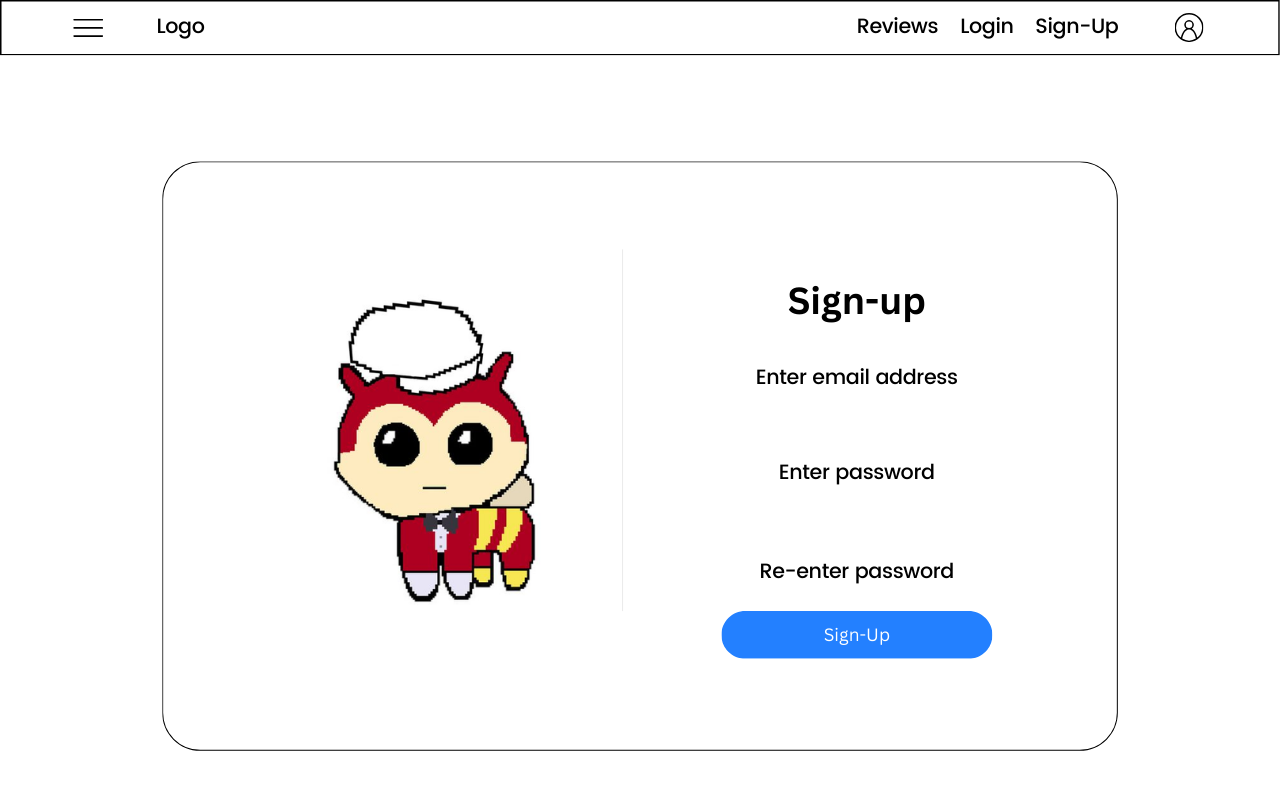 Logo
Reviews
Login
Sign-Up
Sign-up
Enter email address
Enter password
Re-enter password
Sign-Up